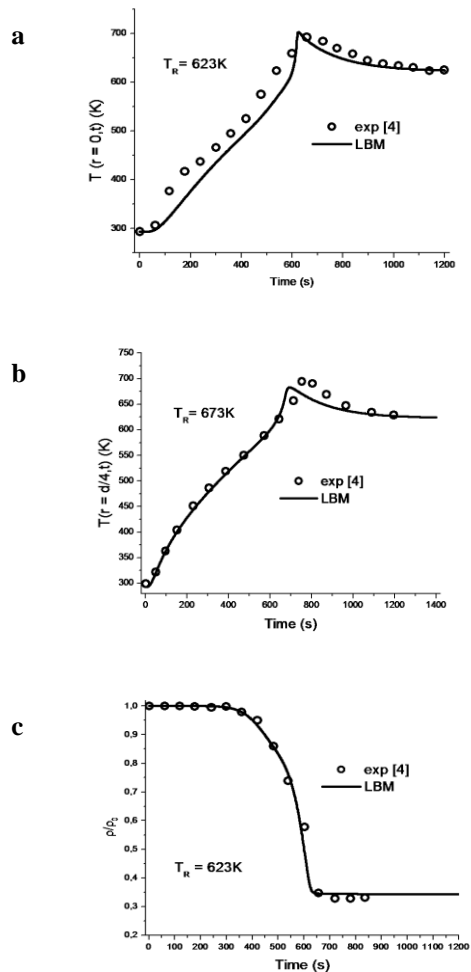 a
T (r = 0,t) (K)
700
600
500
400
300
T_R = 623K
exp [4]
LBM
0 200 400 600 800 1000 1200
Time (s)
b
T(r = d/4,t) (K)
750
700
650
600
550
500
450
400
350
300
T_R = 673K
exp [4]
LBM
0 200 400 600 800 1000 1200 1400
Time (s)
c
ρ/ρ₀
1,0
0,9
0,8
0,7
0,6
0,5
0,4
0,3
0,2
exp [4]
LBM
T_R = 623K
0 100 200 300 400 500 600 700 800 900 1000 1200
Time (s)